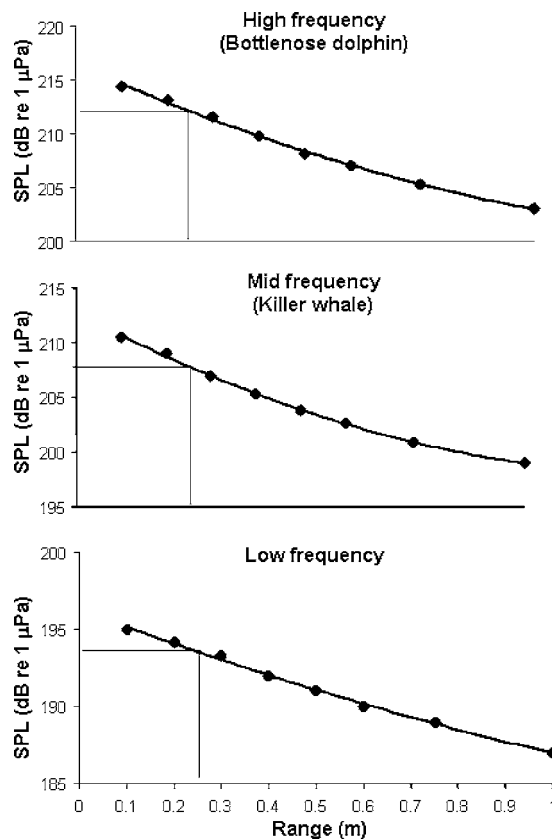 High frequency
(Bottlenose dolphin)
SPL (dB re 1 µPa)
220
215
210
205
200
Mid frequency
(Killer whale)
SPL (dB re 1 µPa)
215
210
205
200
195
Low frequency
SPL (dB re 1 µPa)
200
195
190
185
0 0.1 0.2 0.3 0.4 0.5 0.6 0.7 0.8 0.9 1
Range (m)